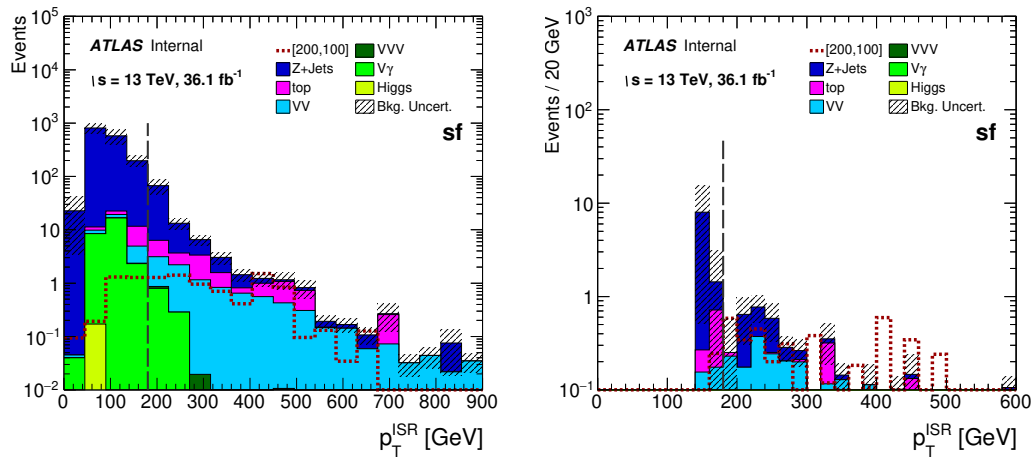 Events
10⁵
10⁴
10³
10²
10
1
10⁻¹
10⁻²
ATLAS Internal
\s = 13 TeV, 36.1 fb⁻¹
[200,100]
Z+Jets
top
VV
VVV
Vγ
Higgs
Bkg. Uncert.
sf
0 100 200 300 400 500 600 700 800 900
p_T^ISR [GeV]
Events / 20 GeV
10³
10²
10
1
10⁻¹
ATLAS Internal
\s = 13 TeV, 36.1 fb⁻¹
[200,100]
Z+Jets
top
VV
VVV
Vγ
Higgs
Bkg. Uncert.
sf
0 100 200 300 400 500 600
p_T^ISR [GeV]